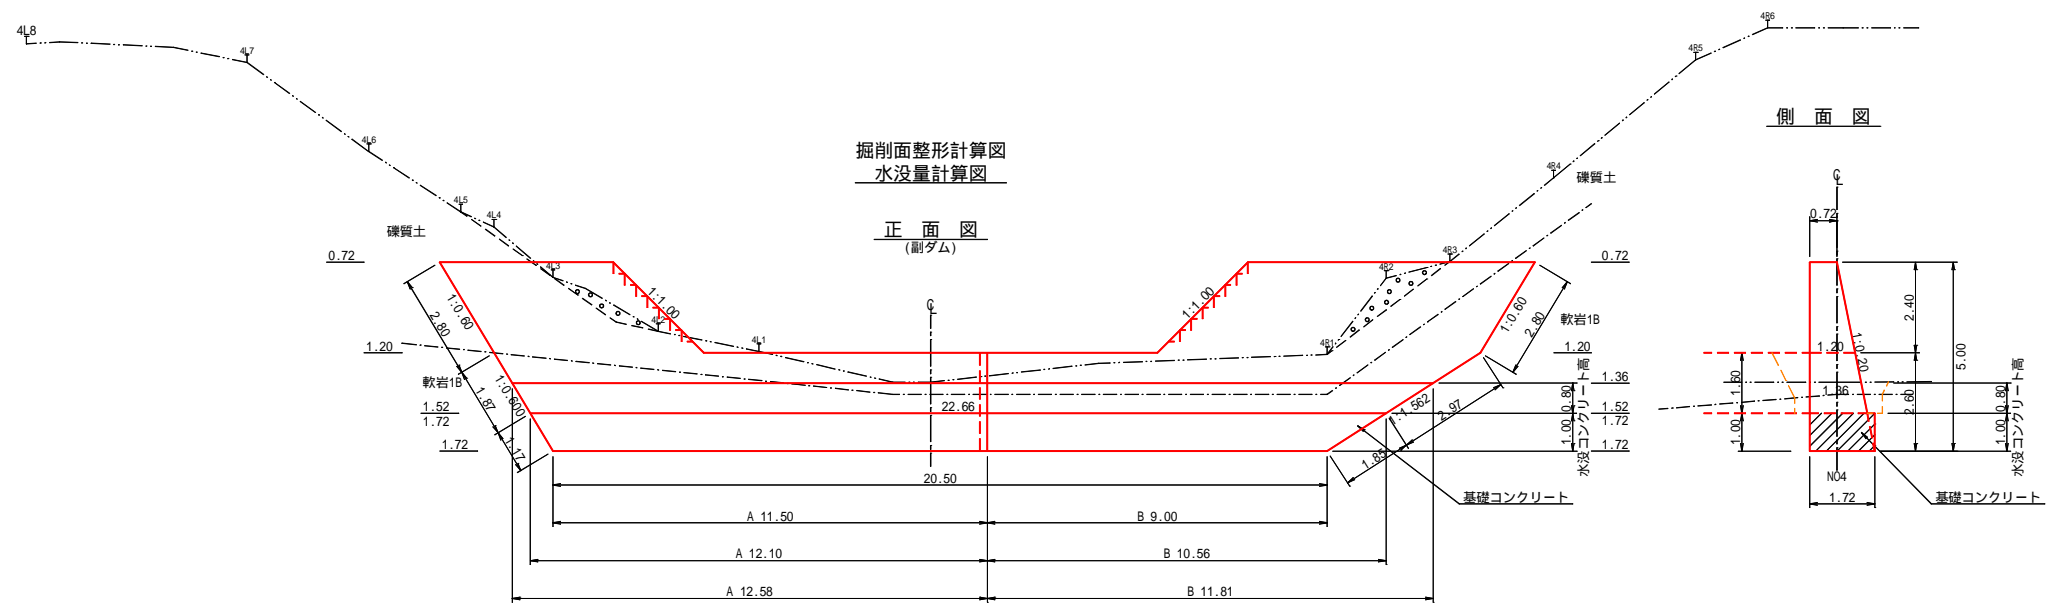 4L8
4L7
4L6
4L5
4L4
4L3
4L2
4L1
4R1
4R2
4R3
4R4
4R5
4R6
掘削面整形計算図
水没量計算図
正 面 図
(副ダム)
側 面 図
礫質土
礫質土
軟岩1B
軟岩1B
0.72
1.20
1.52
1.72
1.72
1:0.60
2.80
1:0.600
1.87
1.17
1:1.00
1:1.00
℄
22.66
1:0.60
2.80
1:1.562
2.97
1.85
0.72
1.20
1.36
1.52
1.72
1.72
0.80
1.00
水没コンクリート高
基礎コンクリート
20.50
A 11.50
B 9.00
A 12.10
B 10.56
A 12.58
B 11.81
℄
0.72
2.40
5.00
1.20
1:0.20
1.60
1.36
2.60
0.80
1.00
1.00
水没コンクリート高
NO4
1.72
基礎コンクリート